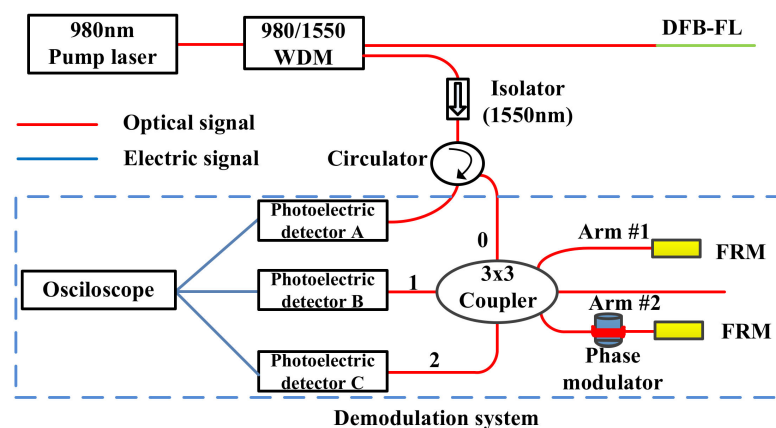 980nm
Pump laser
980/1550
WDM
DFB-FL
Isolator
(1550nm)
Optical signal
Electric signal
Circulator
Photoelectric
detector A
0
Arm #1
FRM
Osciloscope
Photoelectric
detector B
1
3x3
Coupler
Arm #2
FRM
Phase
modulator
Photoelectric
detector C
2
Demodulation system